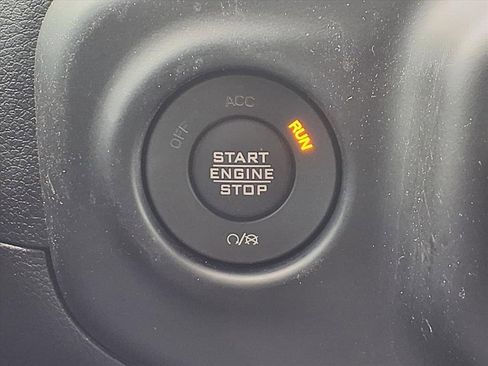 ACC
OFF
RUN
START
ENGINE
STOP